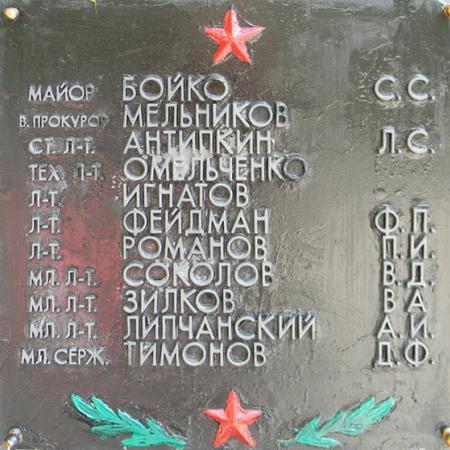 МАЙОР БОЙКО С.С.
В. ПРОКУРОР МЕЛЬНИКОВ
СТ. Л-Т. АНТИПКИН Л.С.
ТЕХ. Л-Т. ОМЕЛЬЧЕНКО
Л-Т. ИГНАТОВ
Л-Т. ФЕЙДМАН Ф.П.
Л-Т. РОМАНОВ П.И.
МЛ. Л-Т. СОКОЛОВ В.Д.
МЛ. Л-Т. ЗИЛКОВ В.А.
МЛ. Л-Т. ЛИПЧАНСКИЙ А.И.
МЛ. СЕРЖ. ТИМОНОВ Д.Ф.